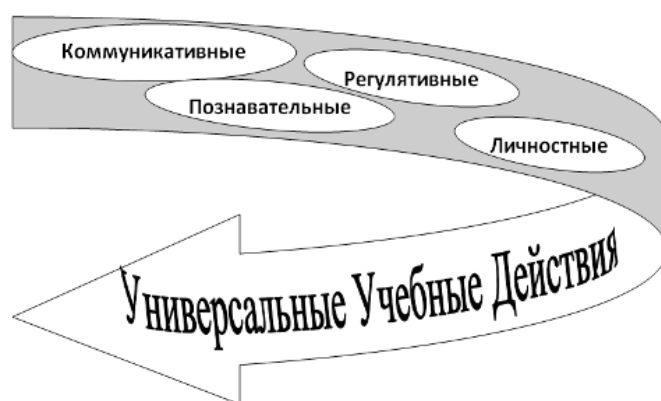 Коммуникативные
Регулятивные
Познавательные
Личностные
Универсальные Учебные Действия